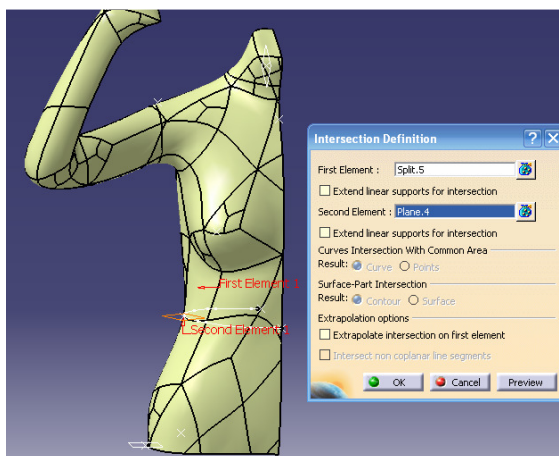 Intersection Definition
First Element : Split.5
Extend linear supports for intersection
Second Element : Plane.4
Extend linear supports for intersection
Curves Intersection With Common Area
Result: Curve Points
Surface-Part Intersection
Result: Contour Surface
Extrapolation options
Extrapolate intersection on first element
Intersect non coplanar line segments
OK Cancel Preview
First Element 1
Second Element 1